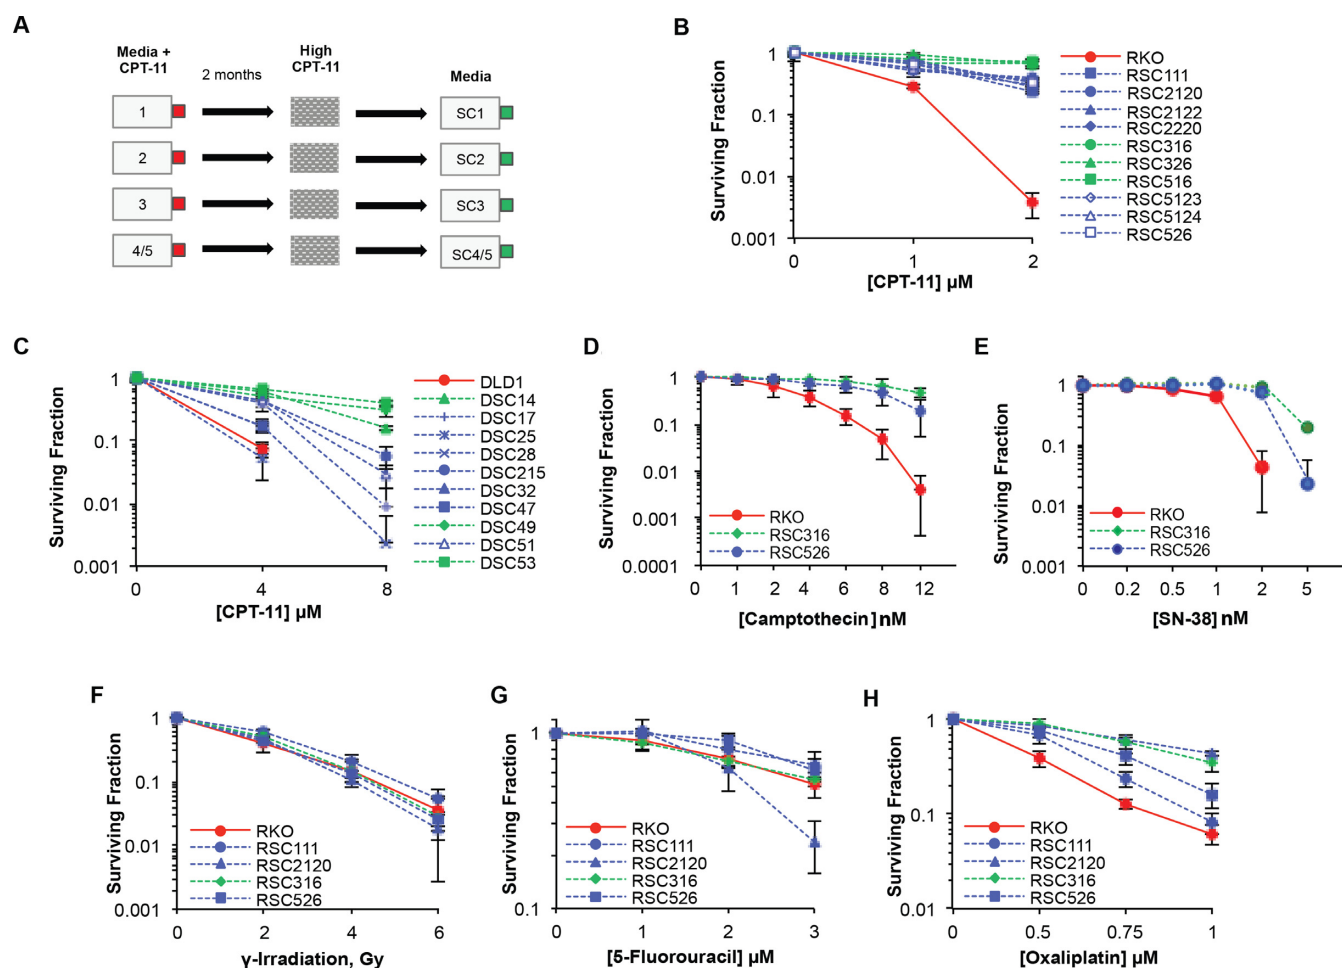 A
Media +
CPT-11
2 months
High
CPT-11
Media
1
SC1
2
SC2
3
SC3
4/5
SC4/5
B
Surviving Fraction
1
0.1
0.01
0.001
0
1
2
[CPT-11] µM
RKO
RSC111
RSC2120
RSC2122
RSC2220
RSC316
RSC326
RSC516
RSC5123
RSC5124
RSC526
C
Surviving Fraction
1
0.1
0.01
0.001
0
4
8
[CPT-11] µM
DLD1
DSC14
DSC17
DSC25
DSC28
DSC215
DSC32
DSC47
DSC49
DSC51
DSC53
D
Surviving Fraction
1
0.1
0.01
0.001
0.0001
RKO
RSC316
RSC526
0
1
2
4
6
8
12
[Camptothecin]nM
E
Surviving Fraction
1
0.1
0.01
0.001
RKO
RSC316
RSC526
0
0.2
0.5
1
2
5
[SN-38]nM
F
Surviving Fraction
1
0.1
0.01
0.001
RKO
RSC111
RSC2120
RSC316
RSC526
0
2
4
6
γ-Irradiation, Gy
G
Surviving Fraction
1
0.1
RKO
RSC111
RSC2120
RSC316
RSC526
0
1
2
3
[5-Fluorouracil] µM
H
Surviving Fraction
1
0.1
0.01
RKO
RSC111
RSC2120
RSC316
RSC526
0
0.5
0.75
1
[Oxaliplatin] µM